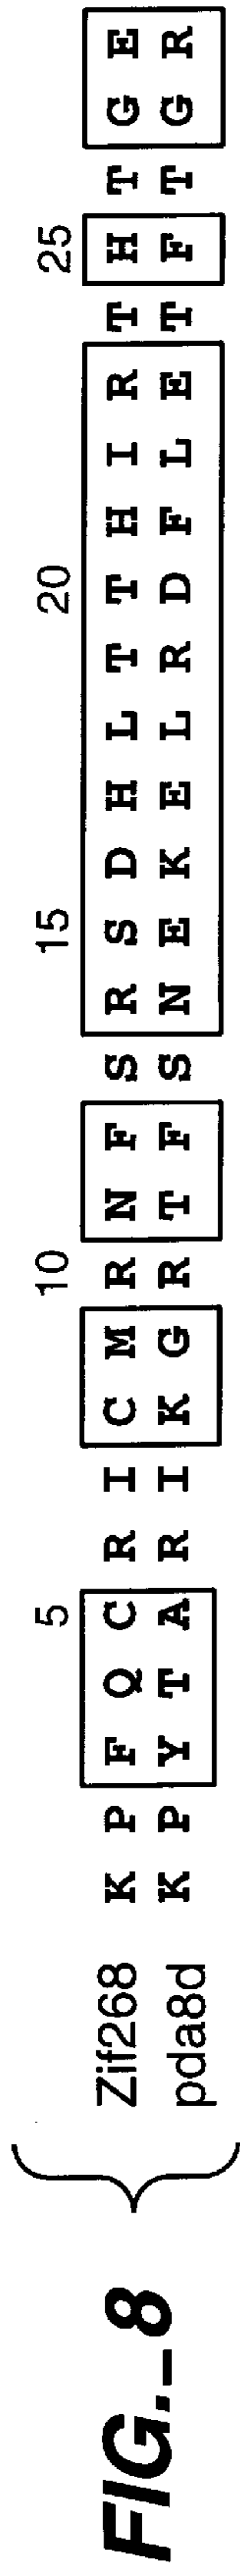 5 10 15 20 25
Zif268 K P F Q C R I C M R N F S R S D H L T T H I R T H T G E
pda8d K P Y T A R I K G R T F S N E K E L R D F L E T F T G R
FIG._8